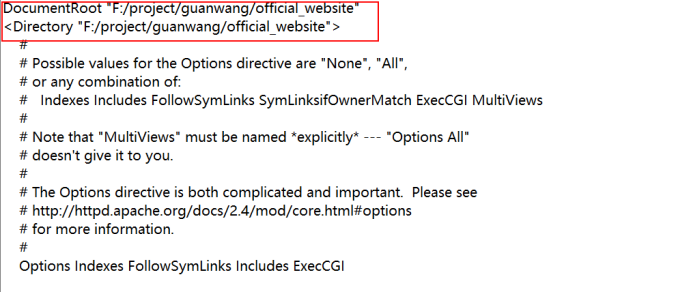 DocumentRoot "F:/project/guanwang/official_website"
<Directory "F:/project/guanwang/official_website">
#
# Possible values for the Options directive are "None", "All",
# or any combination of:
#   Indexes Includes FollowSymLinks SymLinksifOwnerMatch ExecCGI MultiViews
#
# Note that "MultiViews" must be named *explicitly* --- "Options All"
# doesn't give it to you.
#
# The Options directive is both complicated and important.  Please see
# http://httpd.apache.org/docs/2.4/mod/core.html#options
# for more information.
#
Options Indexes FollowSymLinks Includes ExecCGI